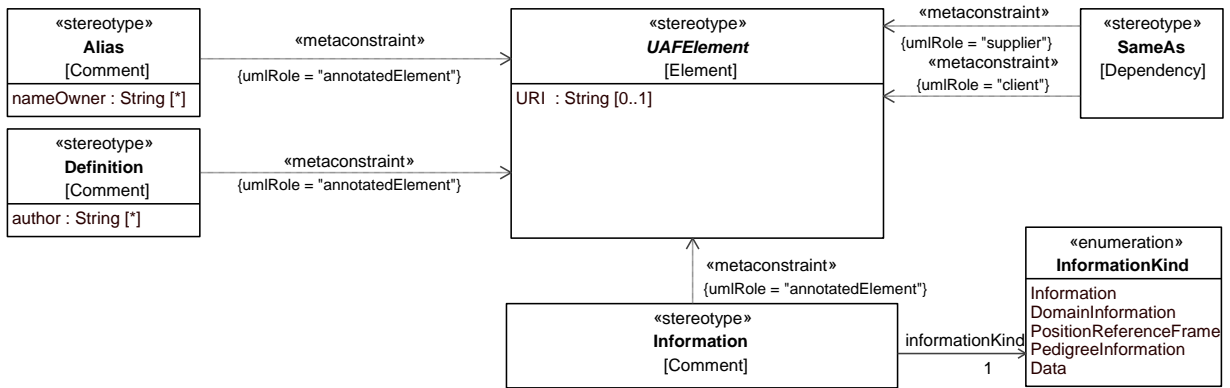 «stereotype»
Alias
[Comment]
nameOwner : String [*]
«metaconstraint»
{umlRole = "annotatedElement"}
«stereotype»
UAFElement
[Element]
URI : String [0..1]
«metaconstraint»
{umlRole = "supplier"}
«metaconstraint»
{umlRole = "client"}
«stereotype»
SameAs
[Dependency]
«stereotype»
Definition
[Comment]
author : String [*]
«metaconstraint»
{umlRole = "annotatedElement"}
«metaconstraint»
{umlRole = "annotatedElement"}
«stereotype»
Information
[Comment]
informationKind
1
«enumeration»
InformationKind
Information
DomainInformation
PositionReferenceFrame
PedigreeInformation
Data